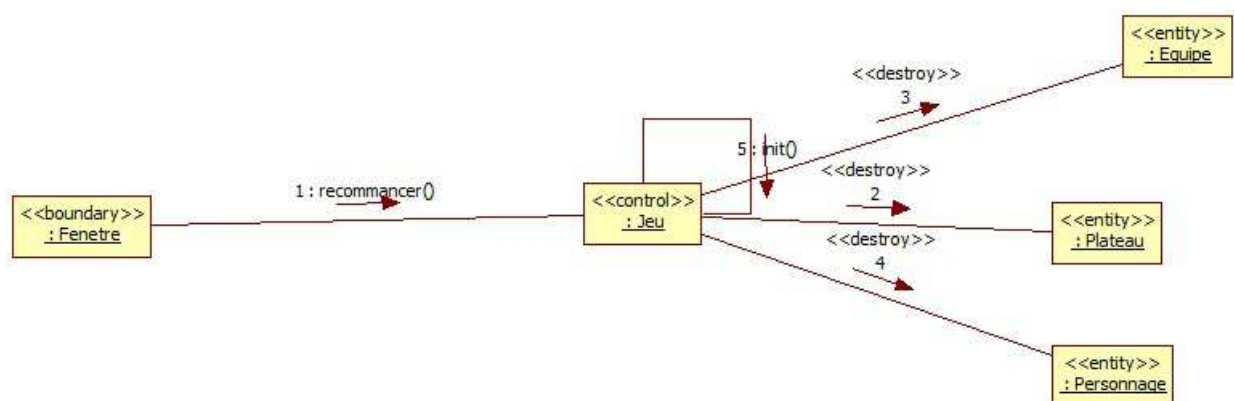 <<entity>>
: Equipe
<<destroy>>
3
5 : init()
1 : recommancer()
<<destroy>>
2
<<boundary>>
: Fenetre
<<control>>
: Jeu
<<entity>>
: Plateau
<<destroy>>
4
<<entity>>
: Personnage